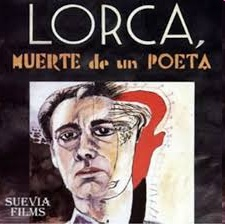 LORCA,
MUERTE de un POETA
SUEVIA
FILMS